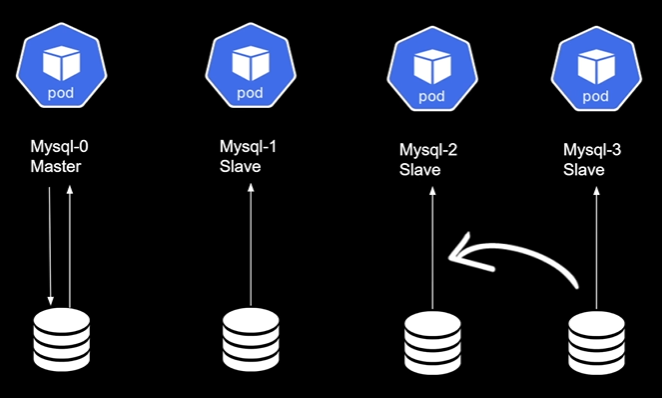 pod
pod
pod
pod
Mysql-0
Master
Mysql-1
Slave
Mysql-2
Slave
Mysql-3
Slave